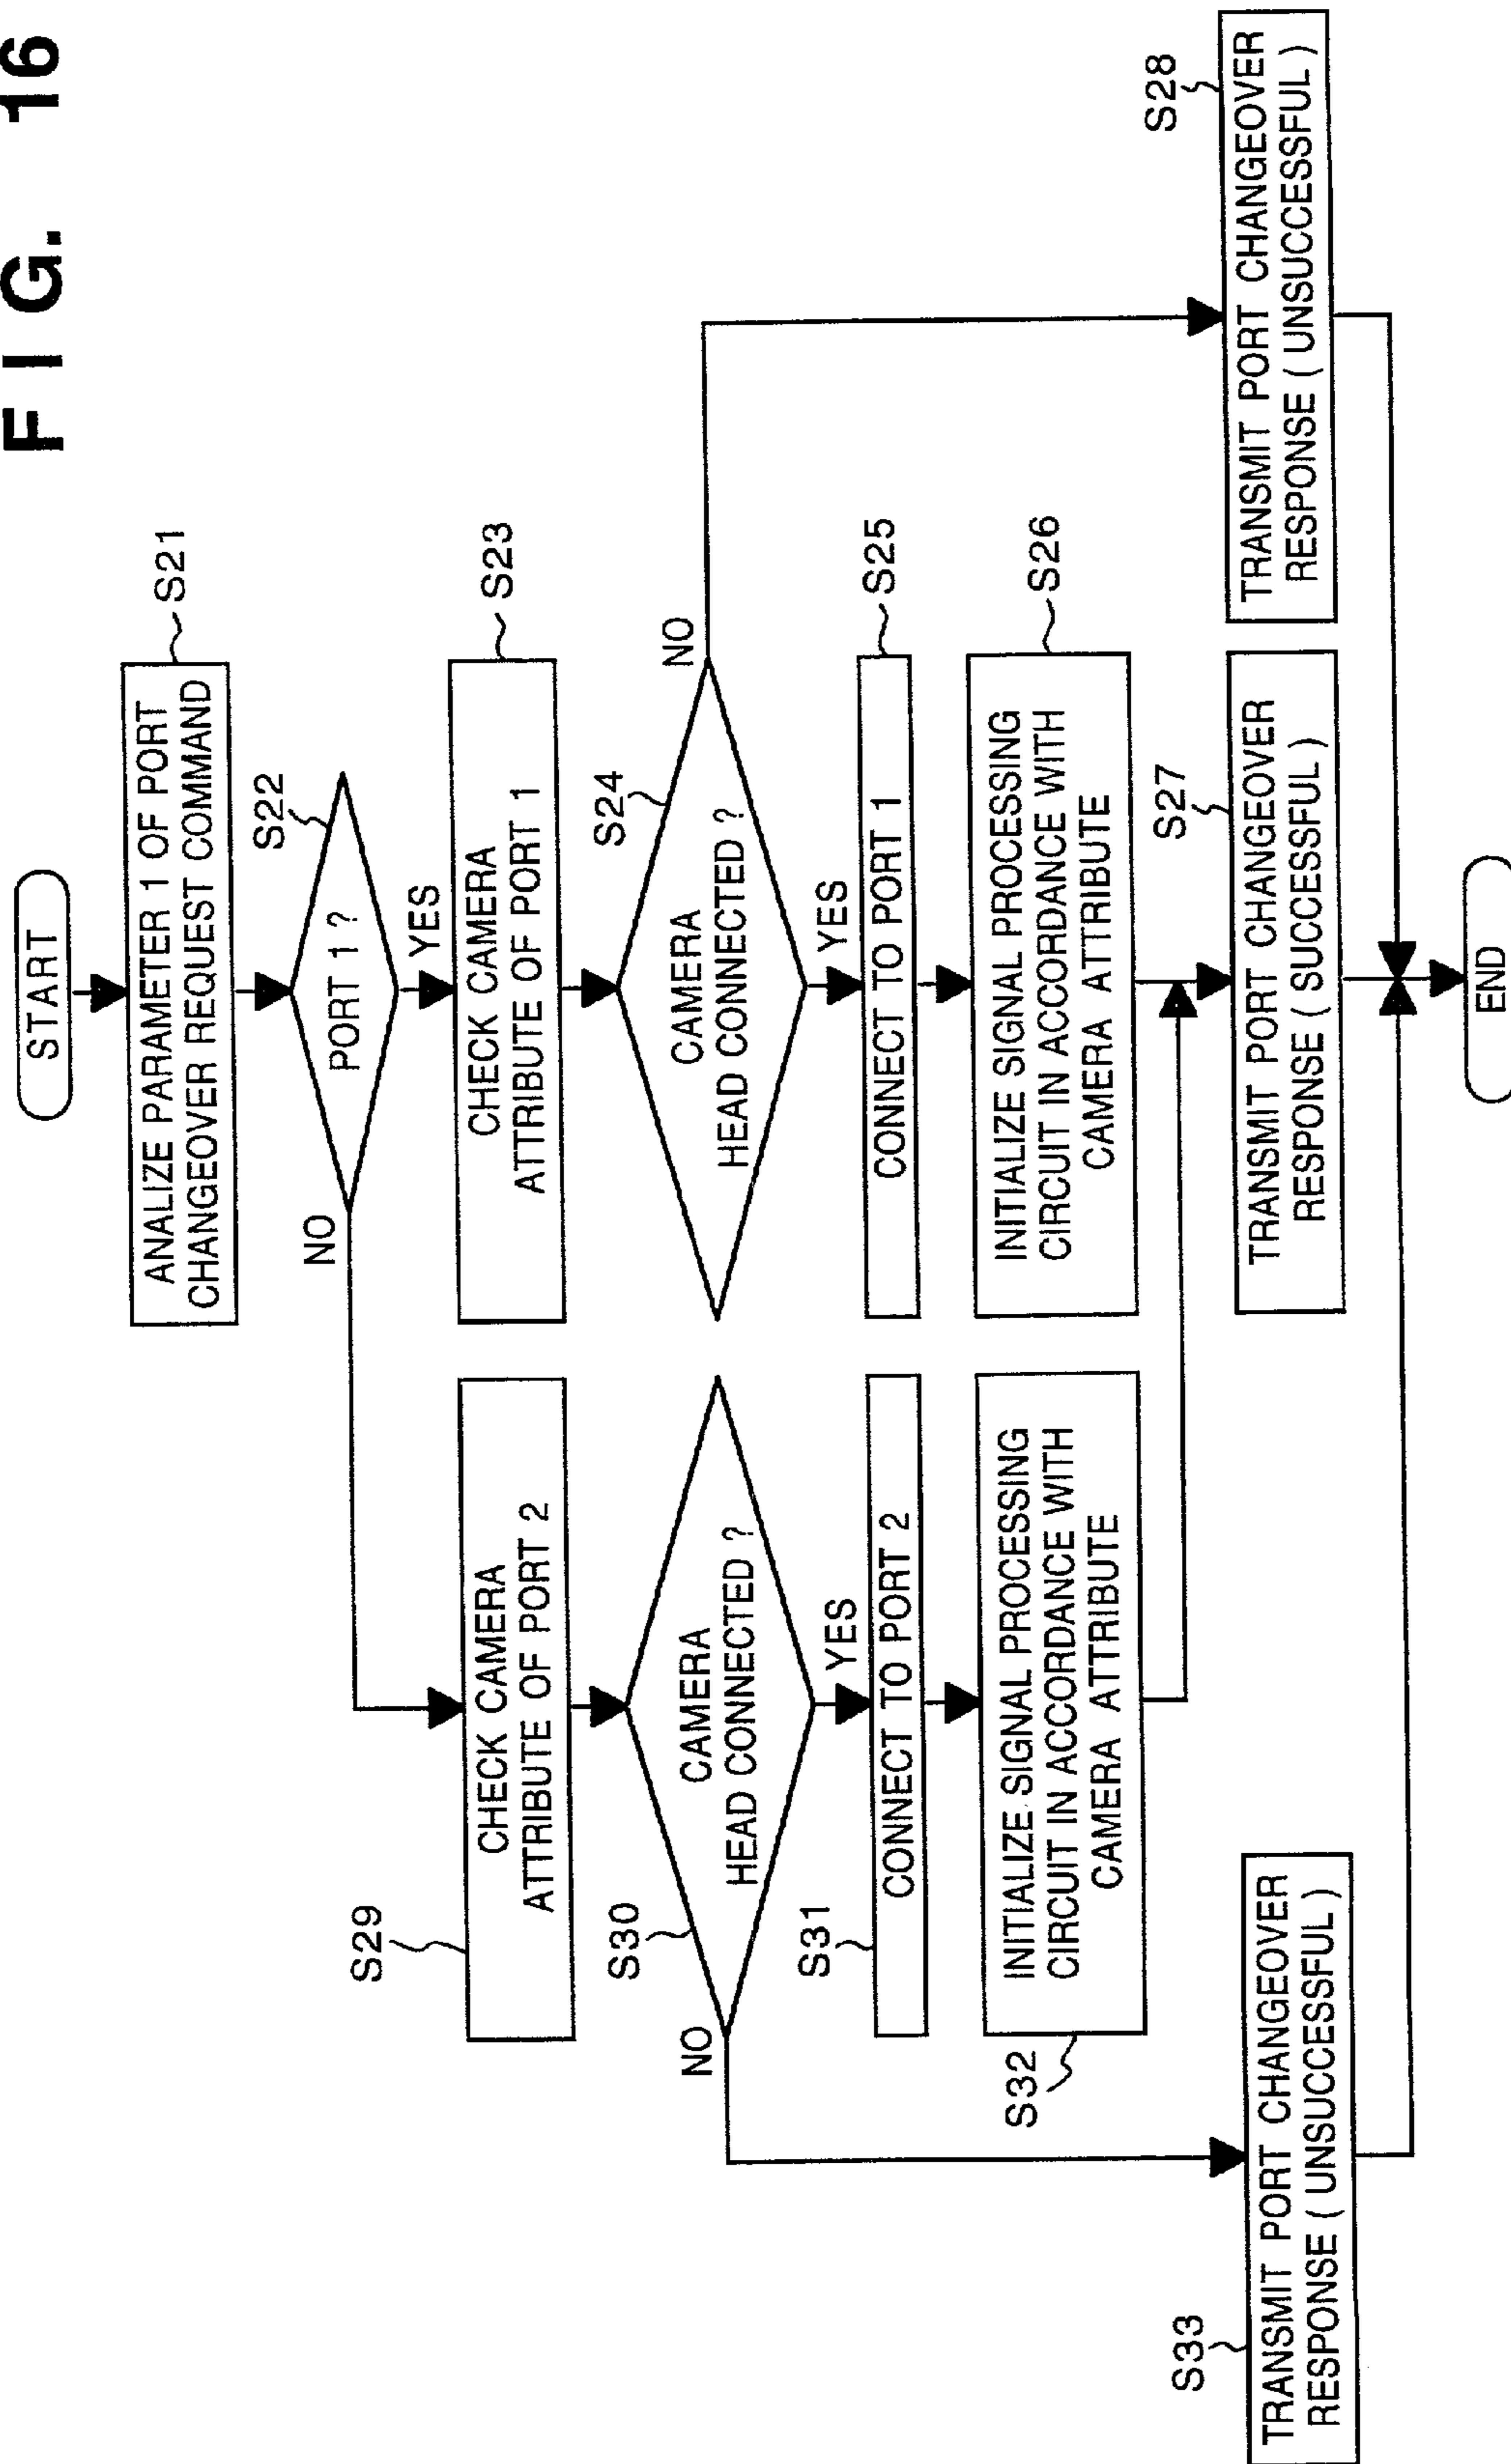 FIG. 16
START
ANALIZE PARAMETER 1 OF PORT
CHANGEOVER REQUEST COMMAND
S21
S22
PORT 1 ?
NO
YES
CHECK CAMERA
ATTRIBUTE OF PORT 1
S23
S24
CAMERA
HEAD CONNECTED ?
NO
YES
CONNECT TO PORT 1
S25
INITIALIZE SIGNAL PROCESSING
CIRCUIT IN ACCORDANCE WITH
CAMERA ATTRIBUTE
S26
S27
TRANSMIT PORT CHANGEOVER
RESPONSE ( SUCCESSFUL )
S28
TRANSMIT PORT CHANGEOVER
RESPONSE ( UNSUCCESSFUL )
S29
CHECK CAMERA
ATTRIBUTE OF PORT 2
S30
CAMERA
HEAD CONNECTED ?
NO
YES
S31
CONNECT TO PORT 2
INITIALIZE SIGNAL PROCESSING
CIRCUIT IN ACCORDANCE WITH
CAMERA ATTRIBUTE
S32
S33
TRANSMIT PORT CHANGEOVER
RESPONSE ( UNSUCCESSFUL )
END